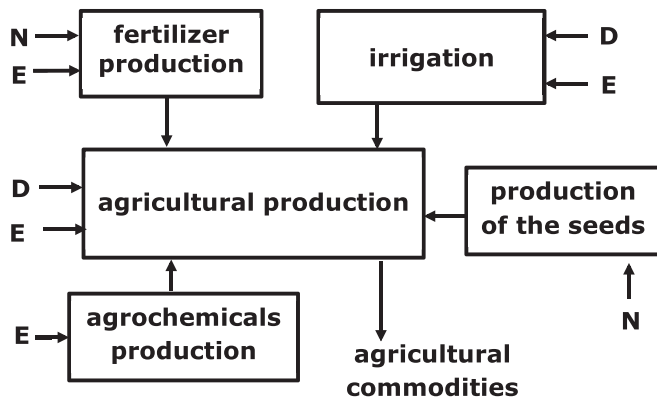 N
fertilizer
production
E
irrigation
D
E
D
agricultural production
E
production
of the seeds
N
E
agrochemicals
production
agricultural
commodities